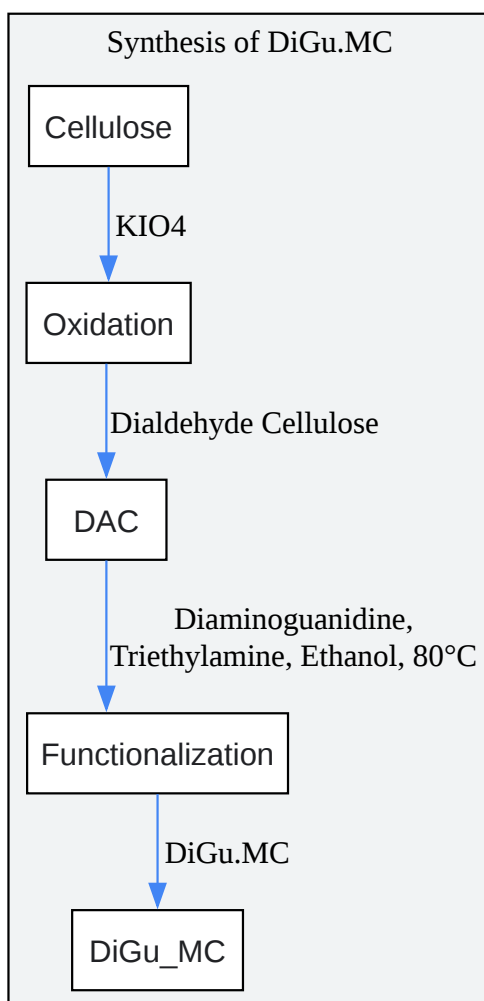 Synthesis of DiGu.MC
Cellulose
KIO4
Oxidation
Dialdehyde Cellulose
DAC
Diaminoguanidine,
Triethylamine, Ethanol, 80°C
Functionalization
DiGu.MC
DiGu_MC